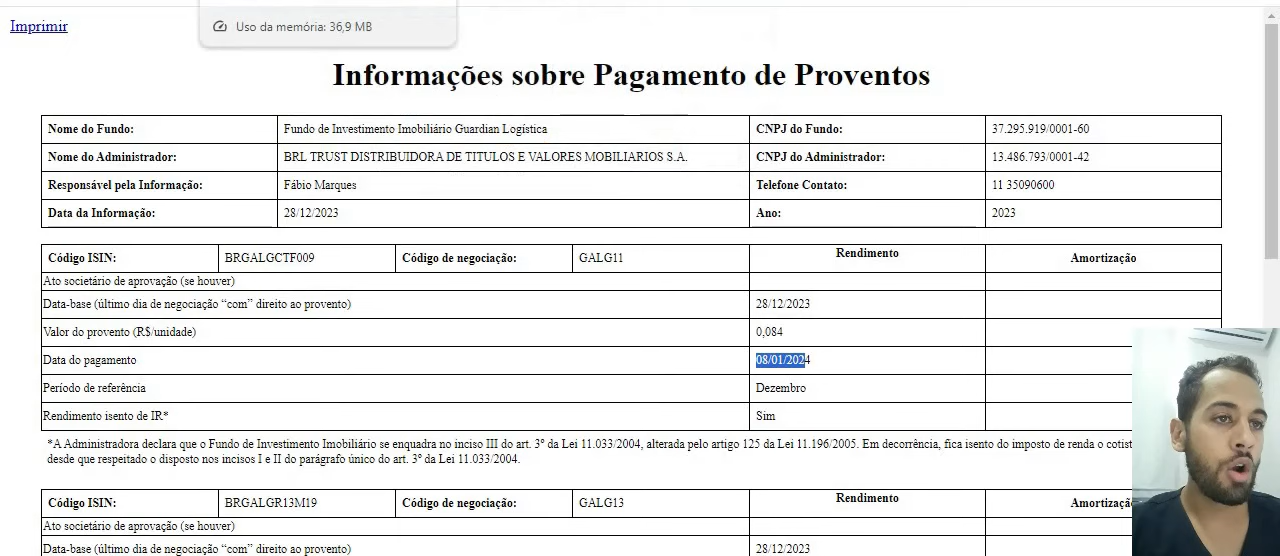 Imprimir
Uso da memória: 36,9 MB
Informações sobre Pagamento de Proventos
Nome do Fundo: Fundo de Investimento Imobiliário Guardian Logística CNPJ do Fundo: 37.295.919/0001-60
Nome do Administrador: BRL TRUST DISTRIBUIDORA DE TITULOS E VALORES MOBILIARIOS S.A. CNPJ do Administrador: 13.486.793/0001-42
Responsável pela Informação: Fábio Marques Telefone Contato: 11 35090600
Data da Informação: 28/12/2023 Ano: 2023
Código ISIN: BRGALGCTF009 Código de negociação: GALG11 Rendimento Amortização
Ato societário de aprovação (se houver)
Data-base (último dia de negociação “com” direito ao provento) 28/12/2023
Valor do provento (R$/unidade) 0,084
Data do pagamento 08/01/2024
Período de referência Dezembro
Rendimento isento de IR* Sim
*A Administradora declara que o Fundo de Investimento Imobiliário se enquadra no inciso III do art. 3º da Lei 11.033/2004, alterada pelo artigo 125 da Lei 11.196/2005. Em decorrência, fica isento do imposto de renda o cotist
desde que respeitado o disposto nos incisos I e II do parágrafo único do art. 3º da Lei 11.033/2004.
Código ISIN: BRGALGR13M19 Código de negociação: GALG13 Rendimento Amortizaçã
Ato societário de aprovação (se houver)
Data-base (último dia de negociação “com” direito ao provento) 28/12/2023